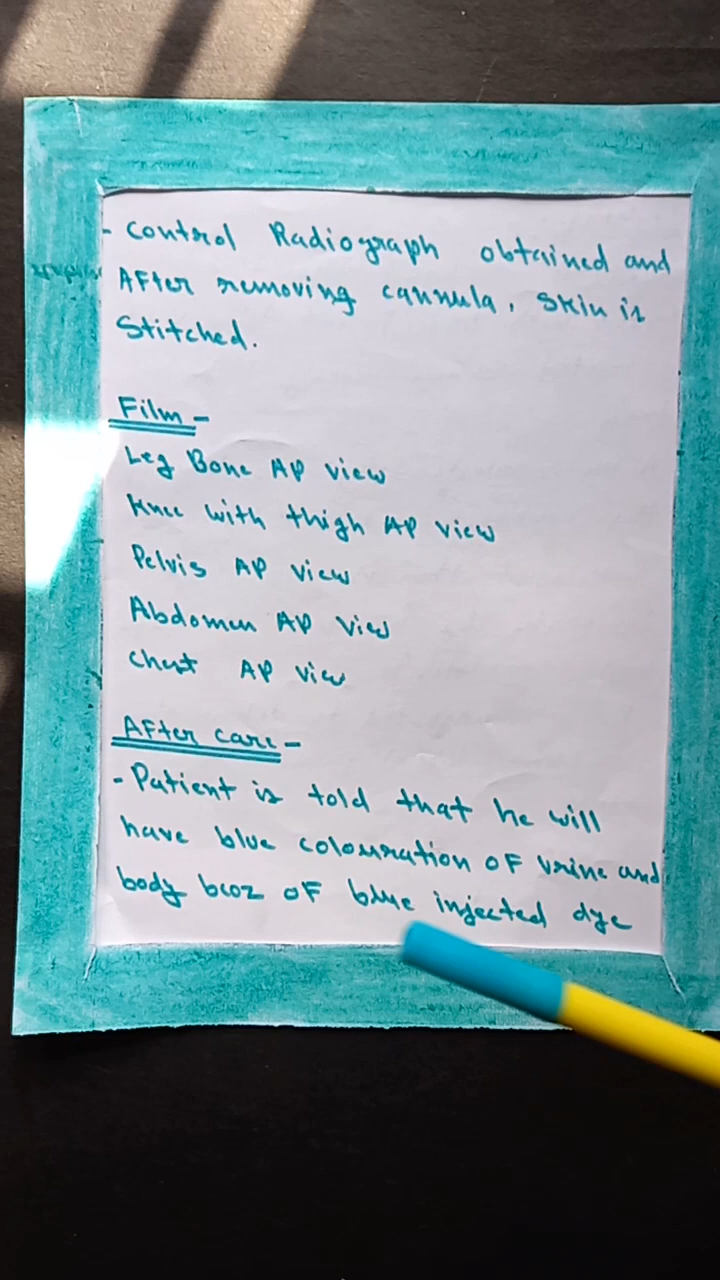 - Control Radiograph obtained and
After removing cannula, skin is
stitched.
Film -
Leg Bone AP view
Knee with thigh AP view
Pelvis AP view
Abdomen AP view
Chest AP view
After care -
- Patient is told that he will
have blue colouration of urine and
body bcoz of blue injected dye